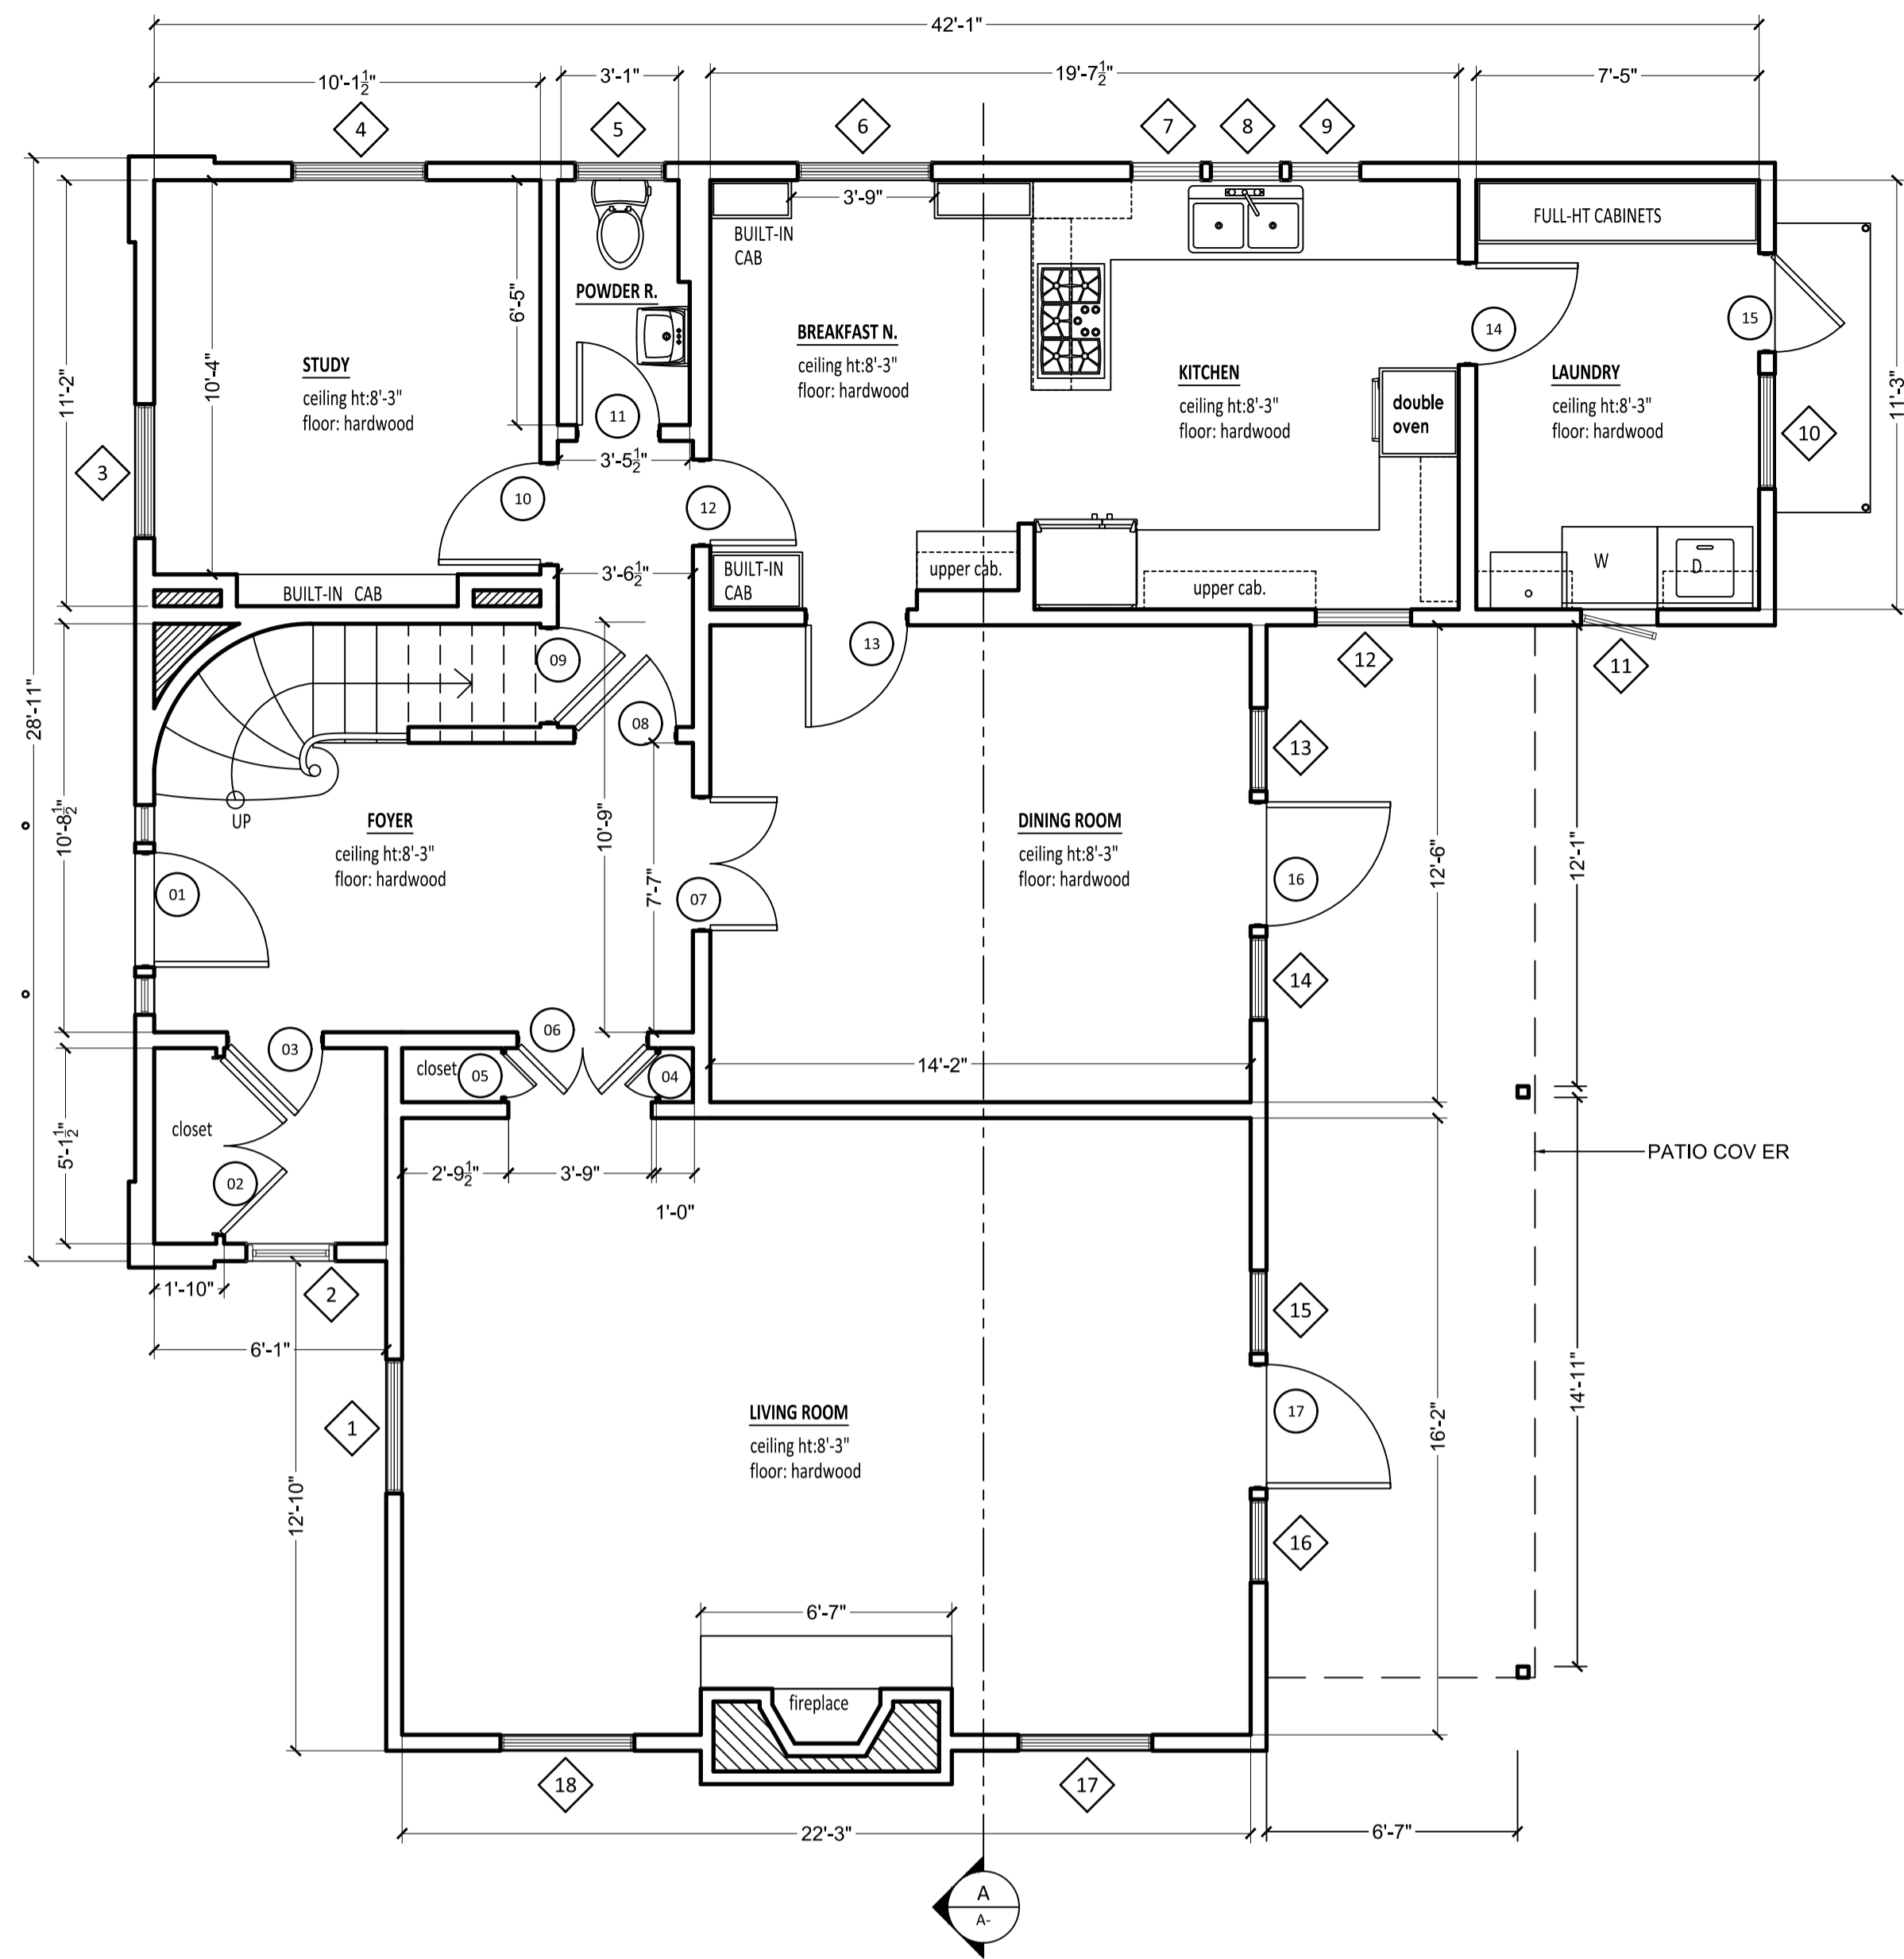 42'-1"
10'-1 1/2"
3'-1"
19'-7 1/2"
7'-5"
4
5
6
7
8
9
3'-9"
BUILT-IN
CAB
FULL-HT CABINETS
POWDER R.
6'-5"
STUDY
ceiling ht:8'-3"
floor: hardwood
BREAKFAST N.
ceiling ht:8'-3"
floor: hardwood
KITCHEN
ceiling ht:8'-3"
floor: hardwood
LAUNDRY
ceiling ht:8'-3"
floor: hardwood
14
15
double
oven
11'-2"
10'-4"
11'-3"
11
10
3
3'-5 1/2"
10
12
3'-6 1/2"
BUILT-IN CAB
BUILT-IN
CAB
upper cab.
upper cab.
W
D
09
08
13
12
11
28'-11"
13
10'-8 1/2"
UP
FOYER
ceiling ht:8'-3"
floor: hardwood
10'-9"
7'-7"
DINING ROOM
ceiling ht:8'-3"
floor: hardwood
12'-6"
12'-1"
01
07
16
14
03
06
closet
05
04
14'-2"
closet
5'-1 1/2"
02
2'-9 1/2"
3'-9"
1'-0"
PATIO COV ER
1'-10"
2
6'-1"
15
1
12'-10"
LIVING ROOM
ceiling ht:8'-3"
floor: hardwood
17
16'-2"
14'-11"
16
6'-7"
fireplace
18
17
22'-3"
6'-7"
A
A-